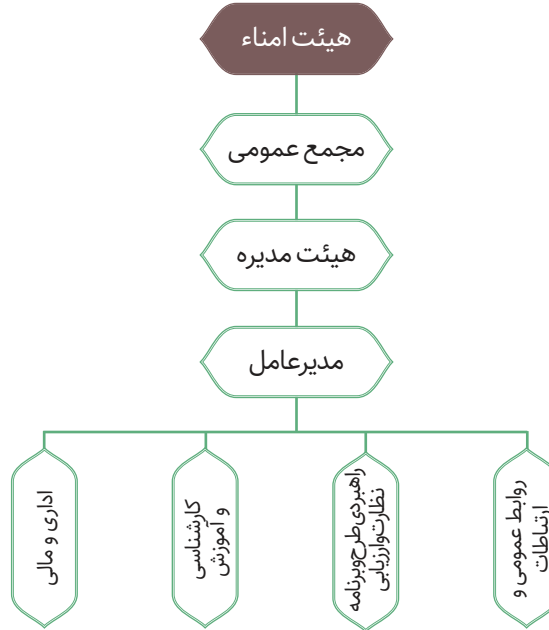 هیئت امناء
مجمع عمومی
هیئت مدیره
مدیرعامل
روابط عمومی و
ارتباطات
راهبردی‌طرح‌وبرنامه
نظارت‌وارزیابی
کارشناسی
و آموزش
اداری و مالی